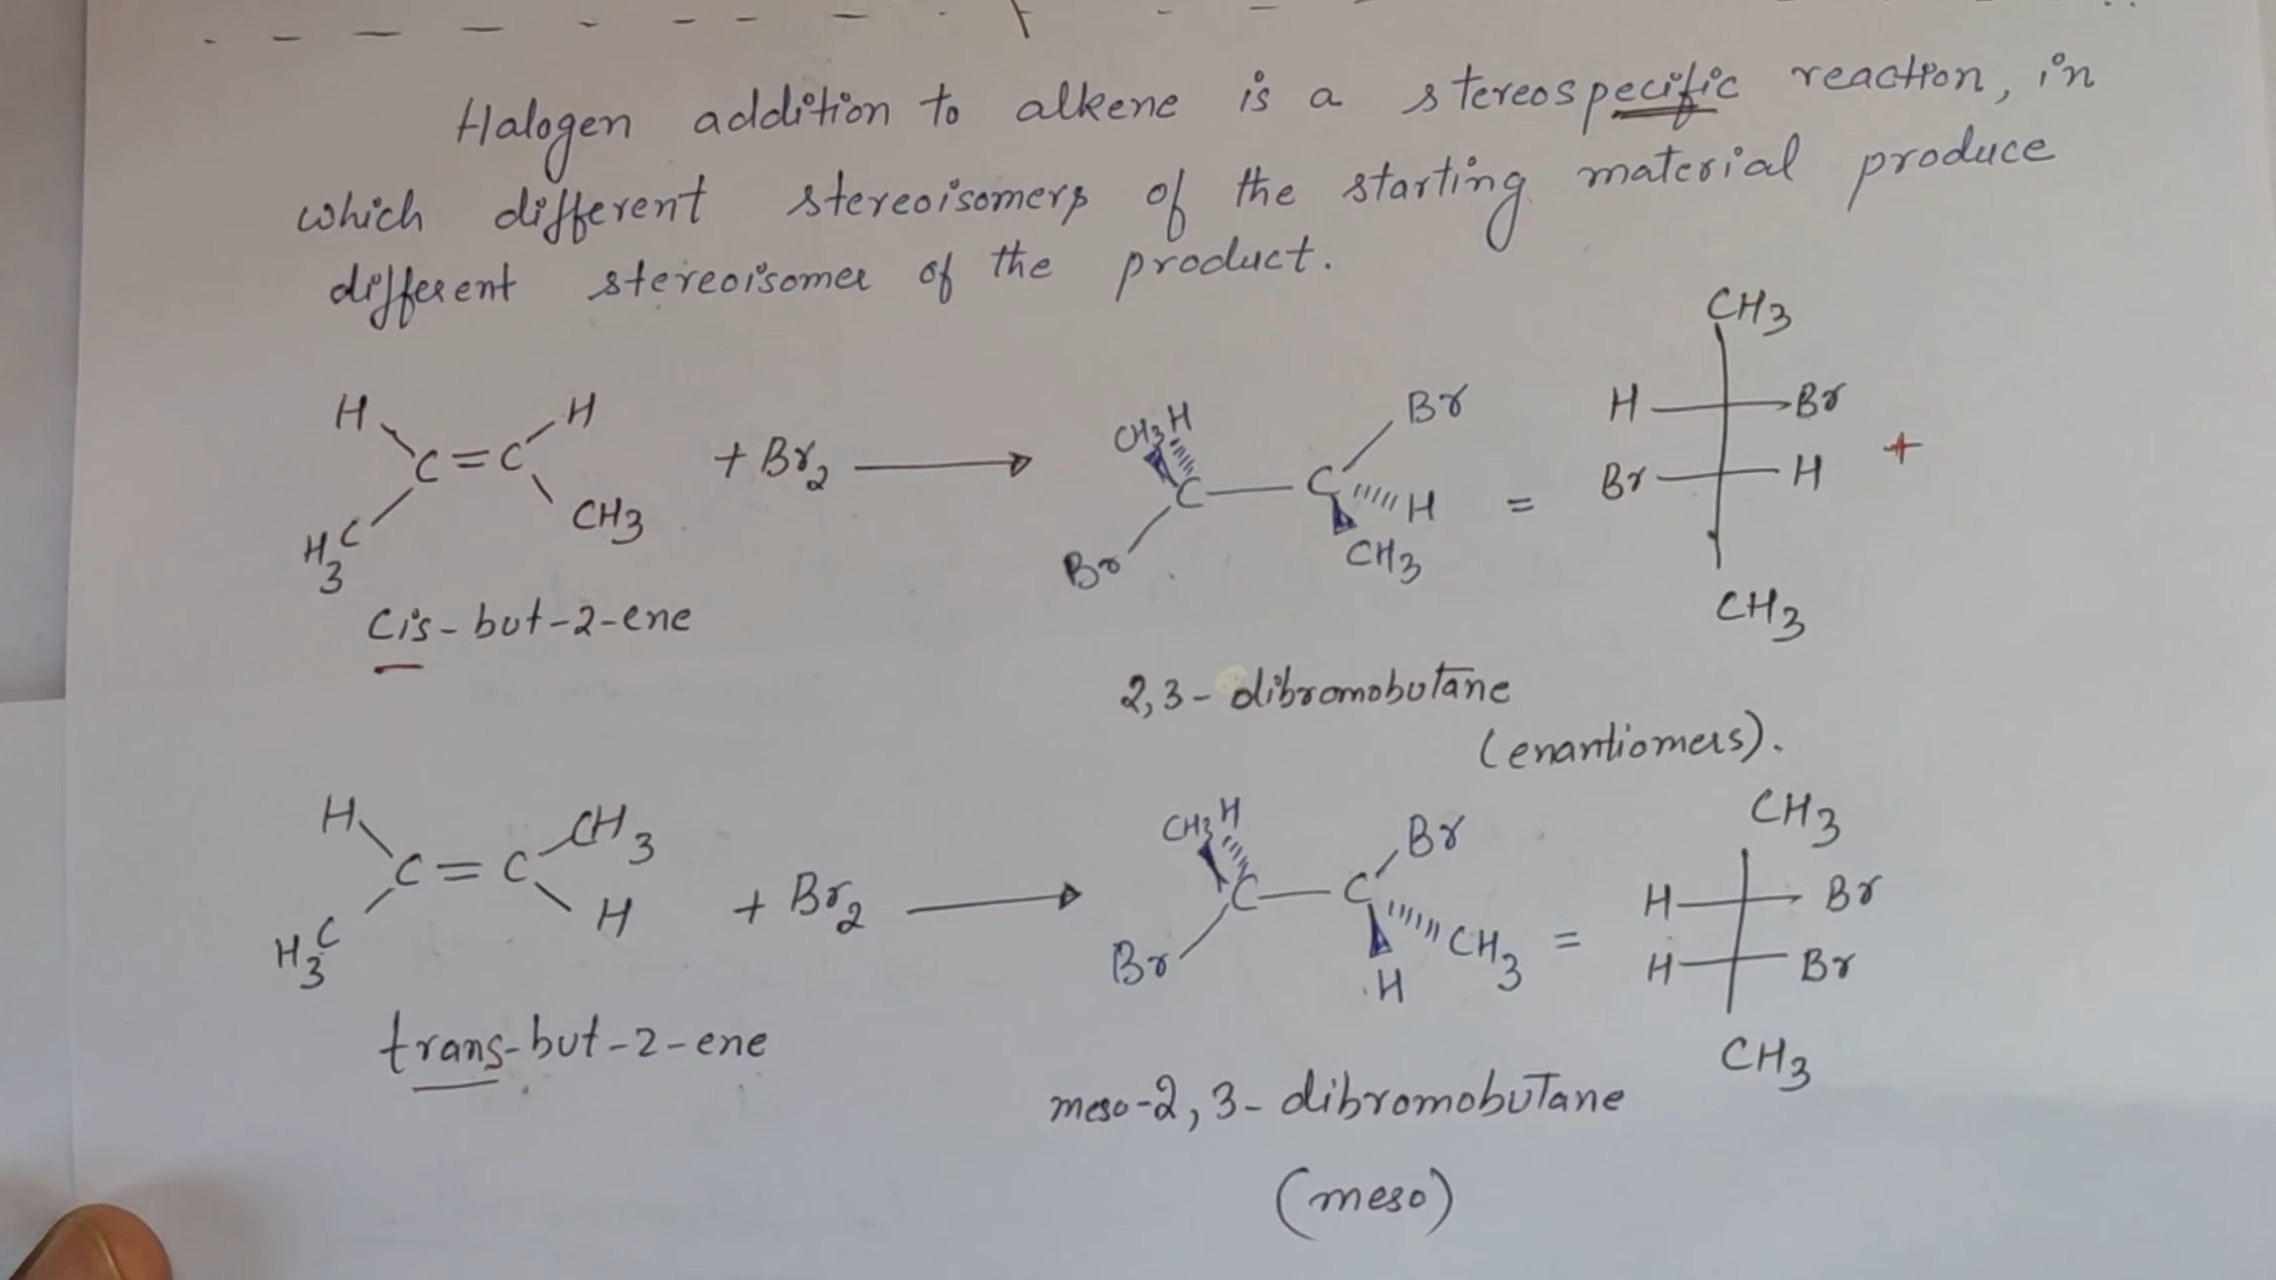 Halogen addition to alkene is a stereospecific reaction, in
which different stereoisomers of the starting material produce
different stereoisomer of the product.
CH3
H H CH3 H Br H Br
C = C + Br2 C C +
H3C CH3 Br H = Br H
CH3
cis-but-2-ene CH3
2,3-dibromobutane
(enantiomers).
CH3
H CH3 CH3 H Br
C = C + Br2 C C H Br
H3C H Br CH3 = H Br
H
trans-but-2-ene CH3
meso-2,3-dibromobutane
(meso)